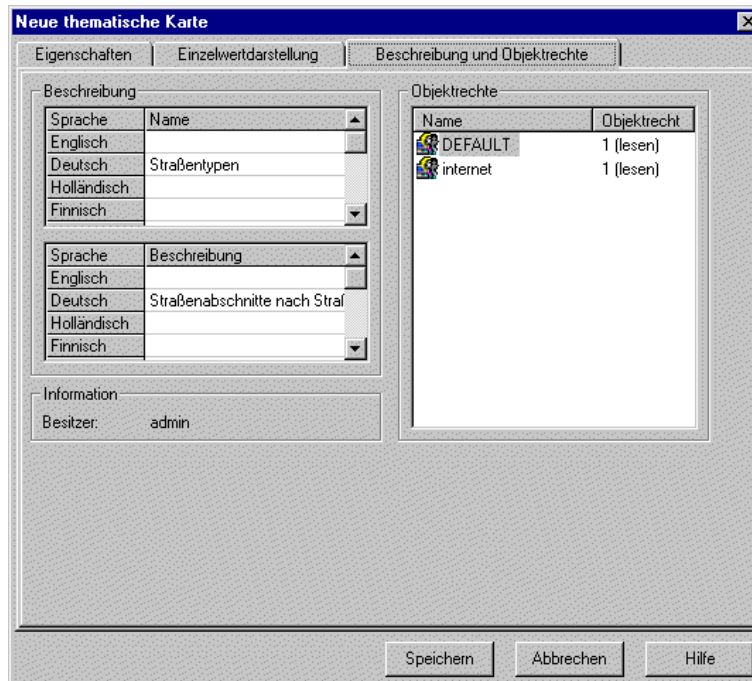 Neue thematische Karte
Eigenschaften Einzelwertdarstellung Beschreibung und Objektrechte
Beschreibung
Sprache Name
Englisch
Deutsch Straßentypen
Holländisch
Finnisch
Sprache Beschreibung
Englisch
Deutsch Straßenabschnitte nach Straß
Holländisch
Finnisch
Information
Besitzer: admin
Objektrechte
Name Objektrecht
DEFAULT 1 (lesen)
internet 1 (lesen)
Speichern Abbrechen Hilfe